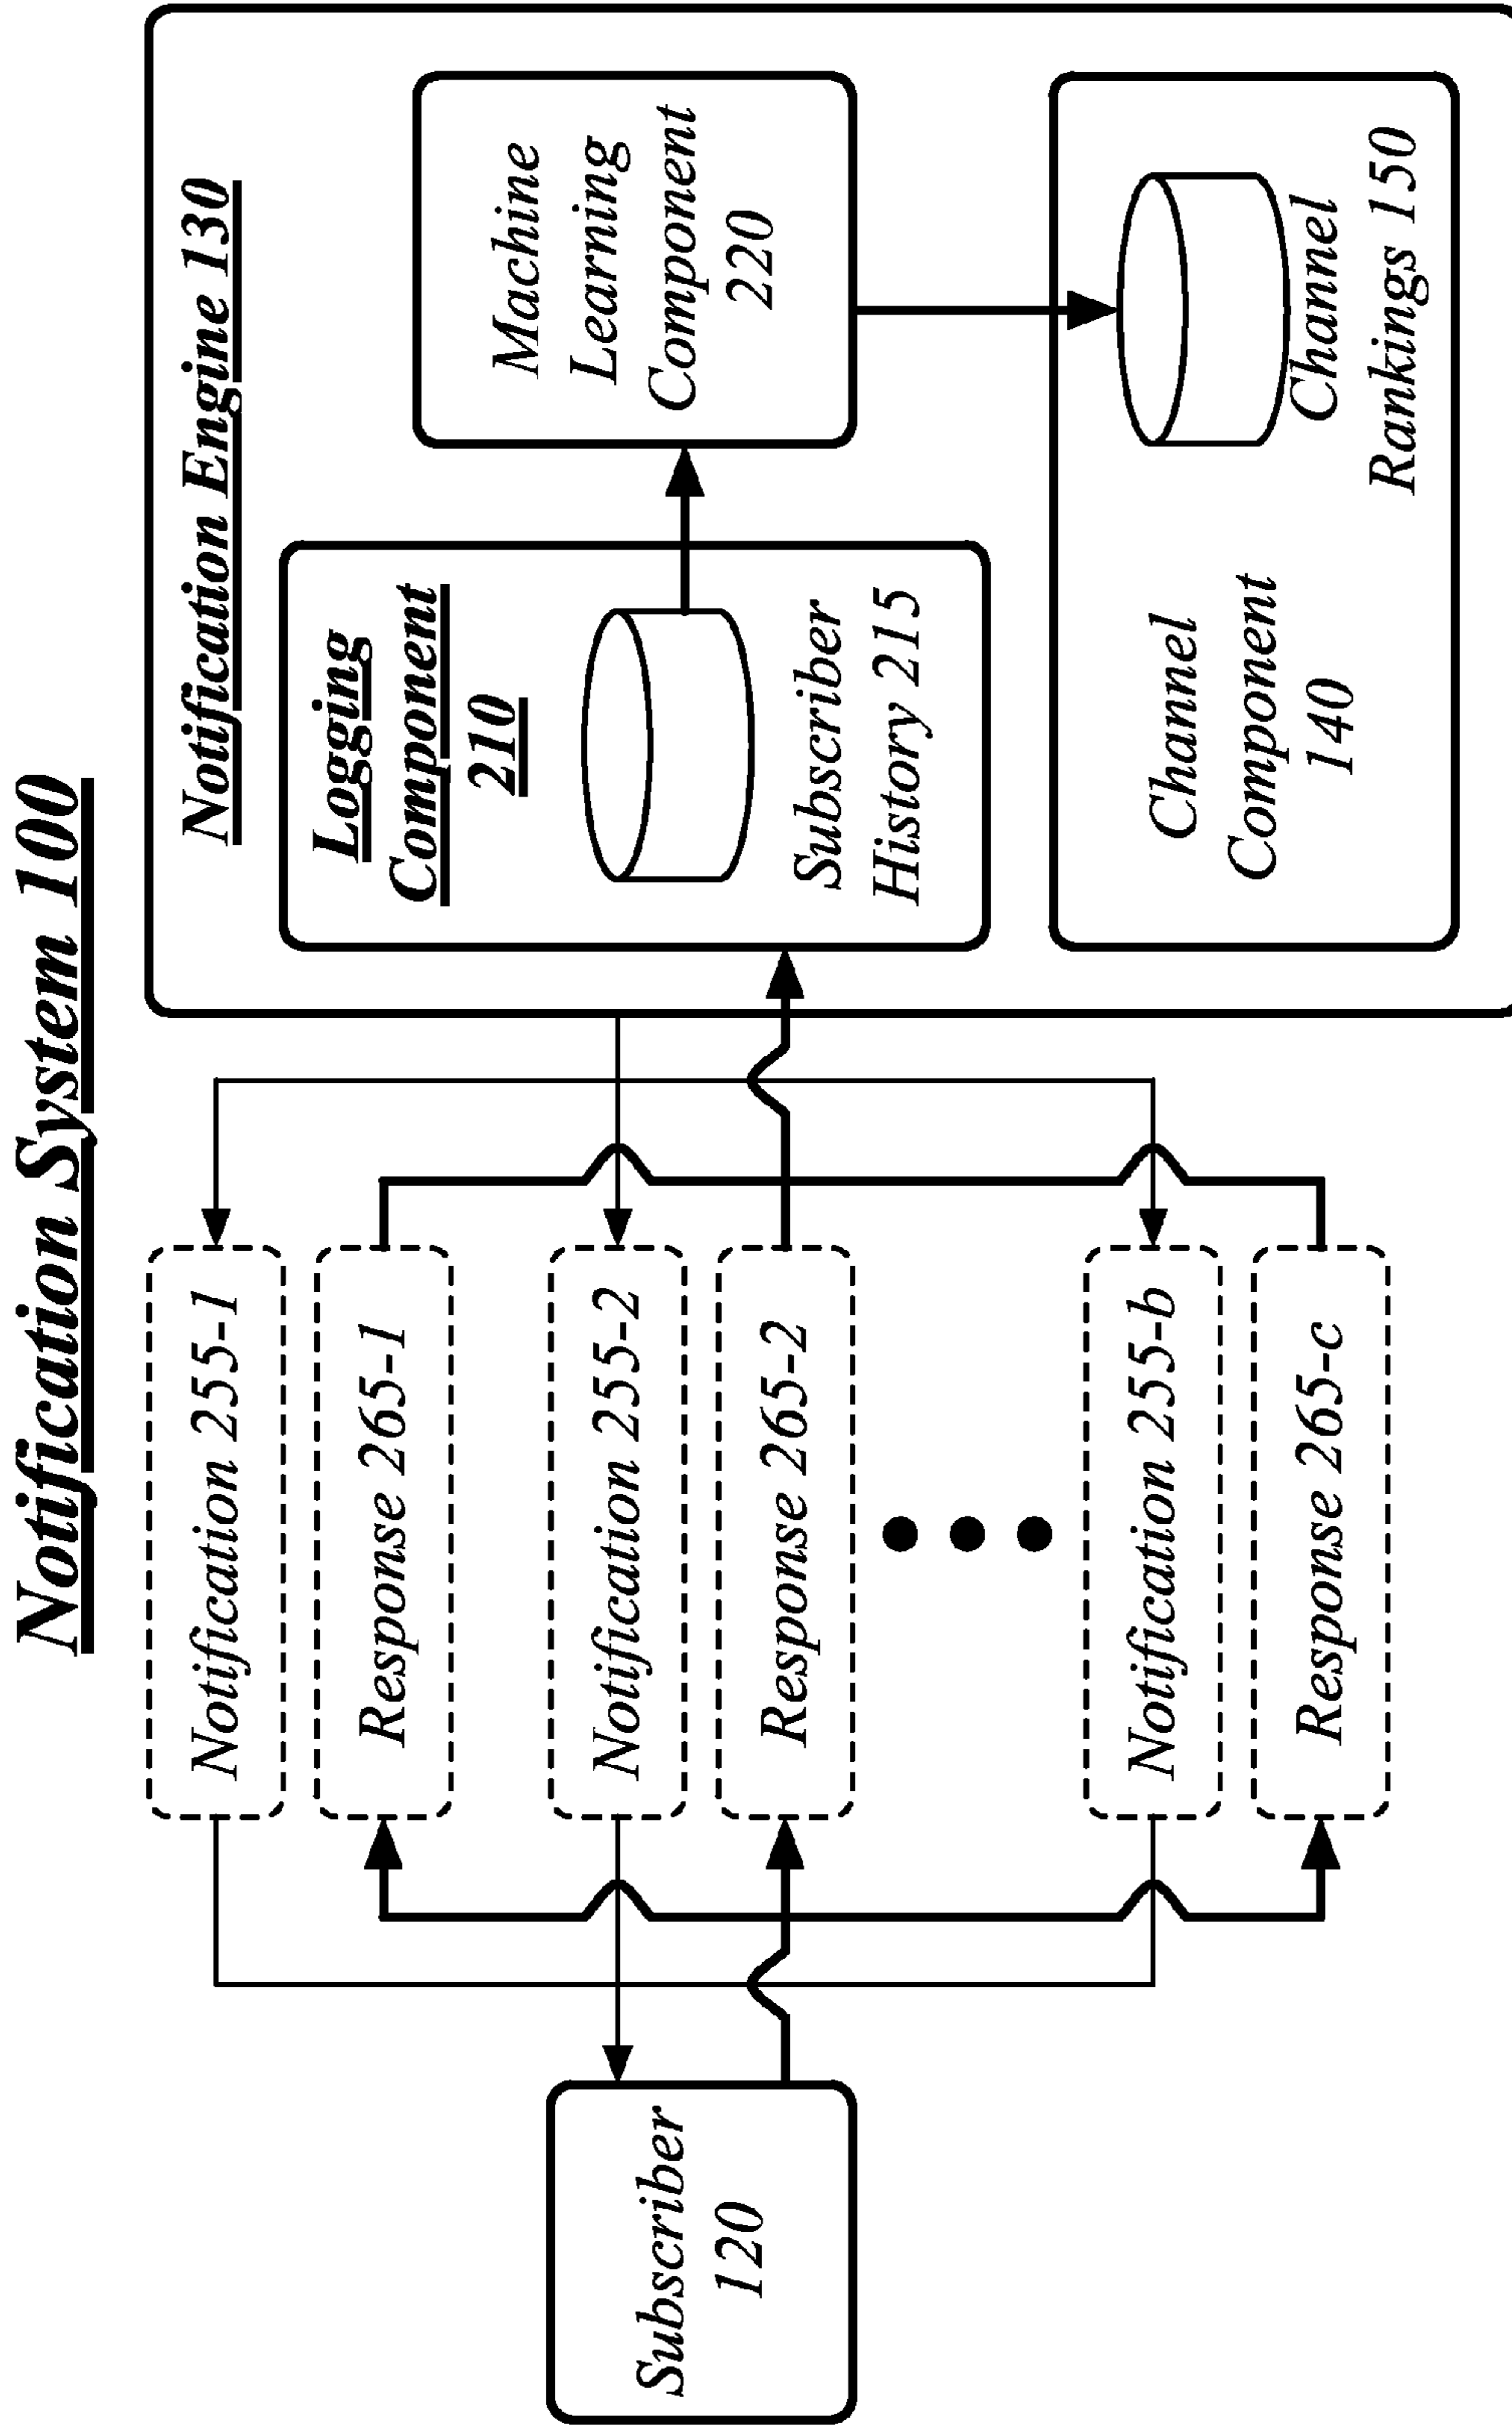 Notification System 100
Notification Engine 130
Logging
Component
210
Subscriber
History 215
Machine
Learning
Component
220
Channel
Component
140
Channel
Rankings 150
Notification 255-1
Response 265-1
Notification 255-2
Response 265-2
Notification 255-b
Response 265-c
Subscriber
120